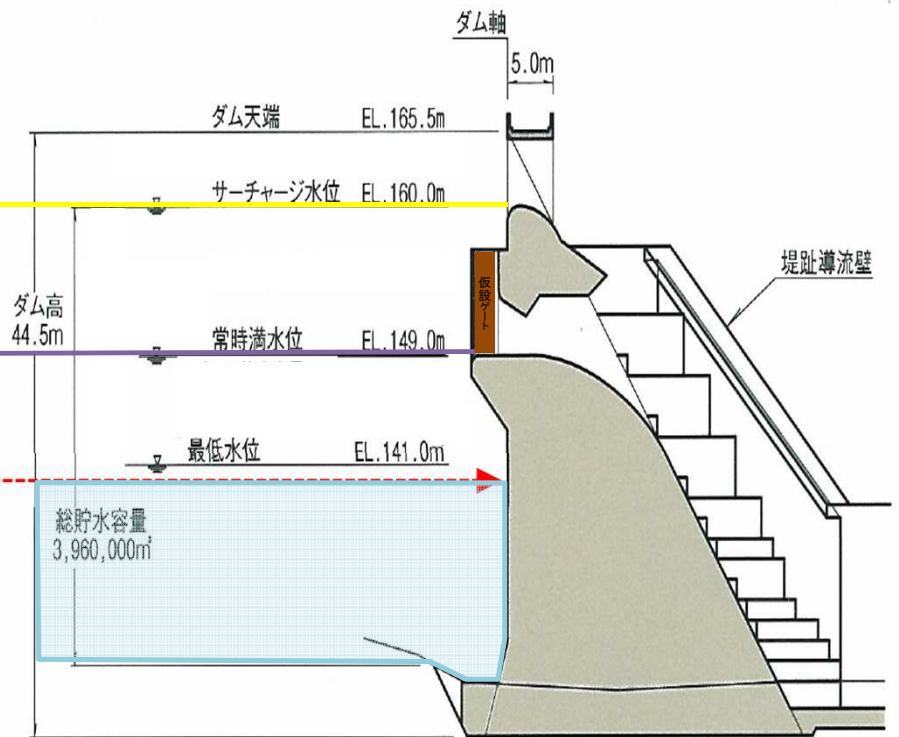 ダム軸
5.0m
ダム天端 EL.165.5m
サーチャージ水位 EL.160.0m
堤趾導流壁
仮設ゲート
ダム高
44.5m
常時満水位 EL.149.0m
最低水位 EL.141.0m
総貯水容量
3,960,000㎥